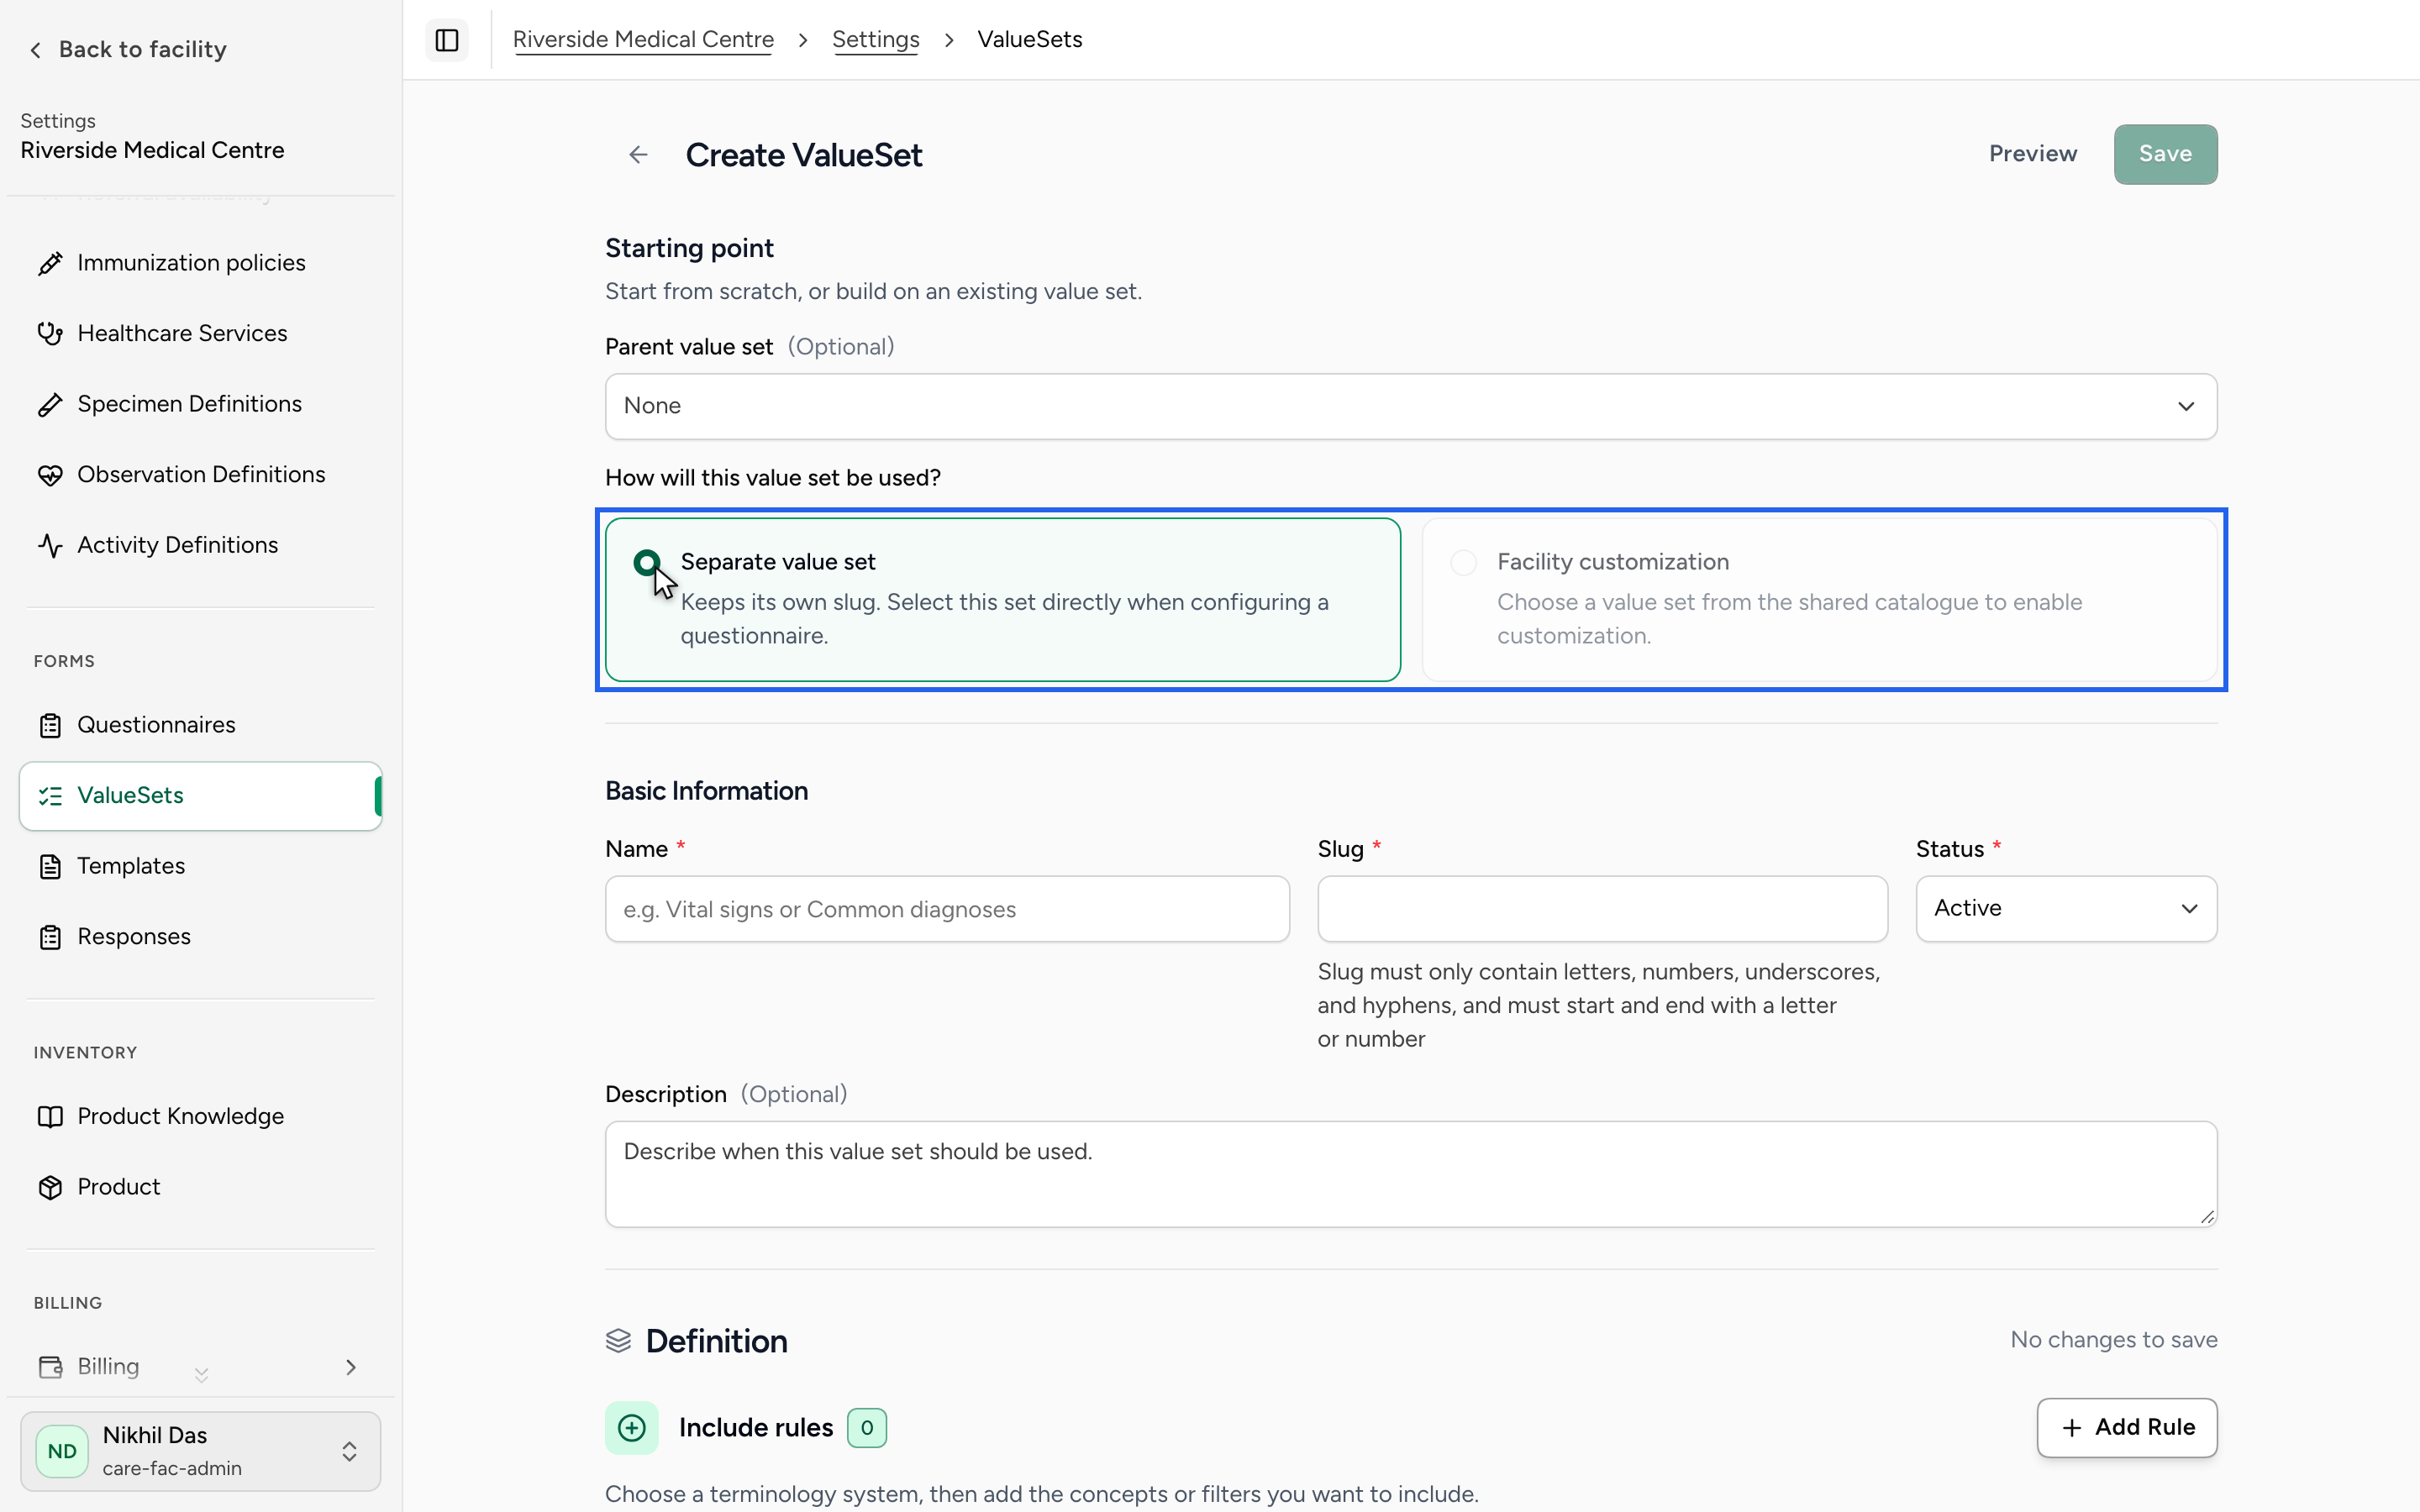 Back to facility
Settings
Riverside Medical Centre
Immunization policies
Healthcare Services
Specimen Definitions
Observation Definitions
Activity Definitions
FORMS
Questionnaires
ValueSets
Templates
Responses
INVENTORY
Product Knowledge
Product
BILLING
Billing
ND
Nikhil Das
care-fac-admin
Riverside Medical Centre > Settings > ValueSets
Create ValueSet
Preview
Save
Starting point
Start from scratch, or build on an existing value set.
Parent value set (Optional)
None
How will this value set be used?
Separate value set
Keeps its own slug. Select this set directly when configuring a
questionnaire.
Facility customization
Choose a value set from the shared catalogue to enable
customization.
Basic Information
Name *
e.g. Vital signs or Common diagnoses
Slug *
Slug must only contain letters, numbers, underscores,
and hyphens, and must start and end with a letter
or number
Status *
Active
Description (Optional)
Describe when this value set should be used.
Definition
No changes to save
Include rules 0
+ Add Rule
Choose a terminology system, then add the concepts or filters you want to include.